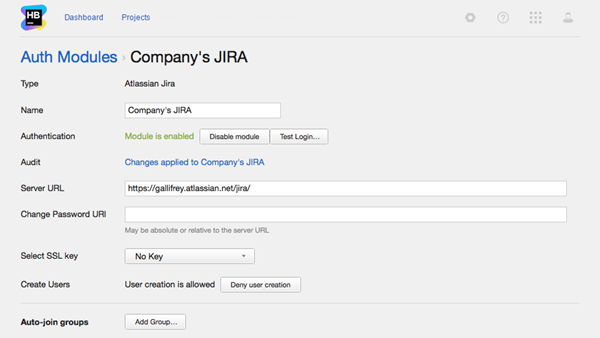 HB
Dashboard Projects
Auth Modules › Company's JIRA
Type Atlassian Jira
Name Company's JIRA
Authentication Module is enabled Disable module Test Login...
Audit Changes applied to Company's JIRA
Server URL https://gallifrey.atlassian.net/jira/
Change Password URI
May be absolute or relative to the server URL
Select SSL key No Key
Create Users User creation is allowed Deny user creation
Auto-join groups Add Group...